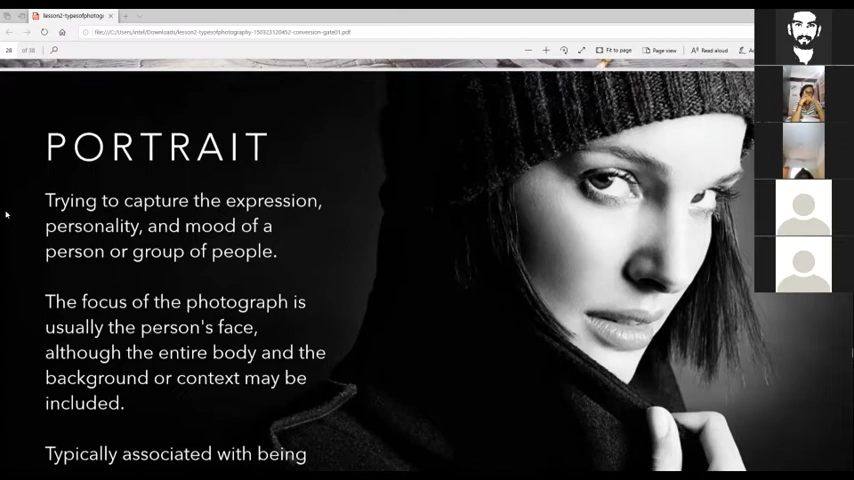 lesson2-typesofphotogra
file:///C:/Users/intel/Downloads/lesson2-typesofphotography-150323120452-conversion-gate01.pdf
28 of 38 Fit to page Page view Read aloud
PORTRAIT
Trying to capture the expression,
personality, and mood of a
person or group of people.
The focus of the photograph is
usually the person's face,
although the entire body and the
background or context may be
included.
Typically associated with being